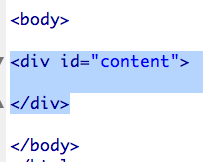 <body>
<div id="content">
</div>
</body>